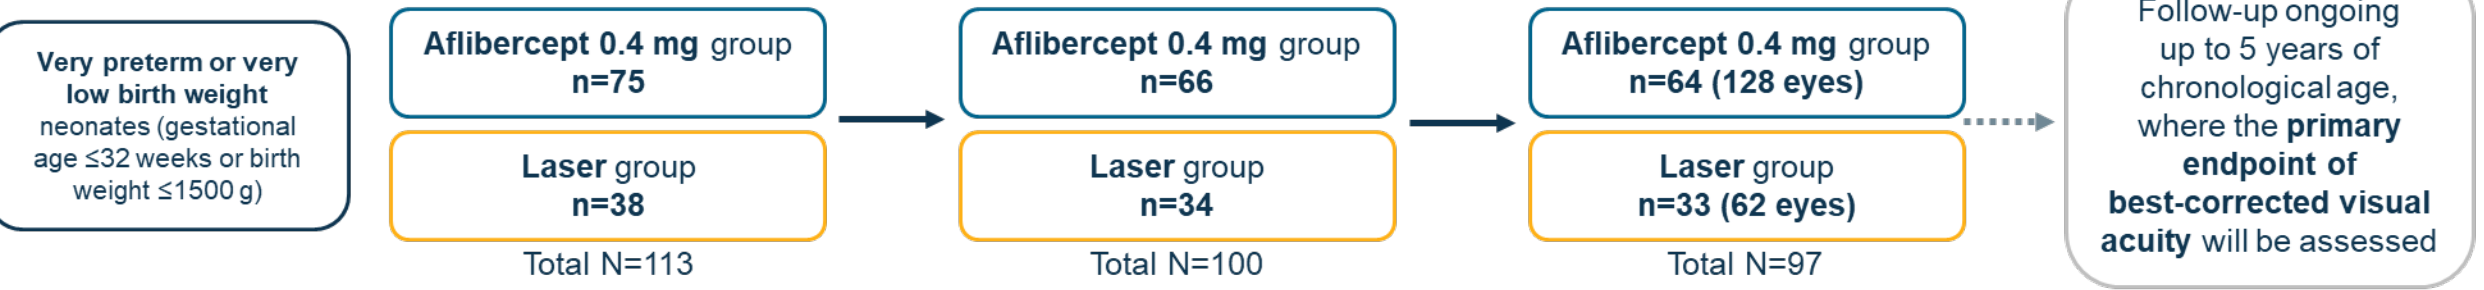 Very preterm or very
low birth weight
neonates (gestational
age ≤32 weeks or birth
weight ≤1500 g)
Aflibercept 0.4 mg group
n=75
Laser group
n=38
Total N=113
Aflibercept 0.4 mg group
n=66
Laser group
n=34
Total N=100
Aflibercept 0.4 mg group
n=64 (128 eyes)
Laser group
n=33 (62 eyes)
Total N=97
Follow-up ongoing
up to 5 years of
chronological age,
where the primary
endpoint of
best-corrected visual
acuity will be assessed